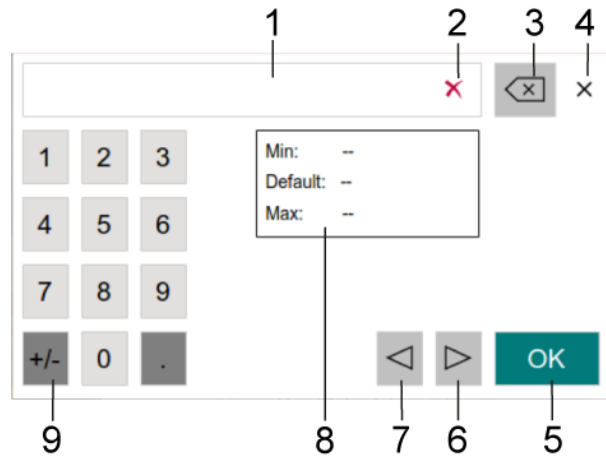 1 2 3 4
1 2 3
Min: --
Default: --
Max: --
4 5 6
7 8 9
+/- 0 .
OK
9 8 7 6 5